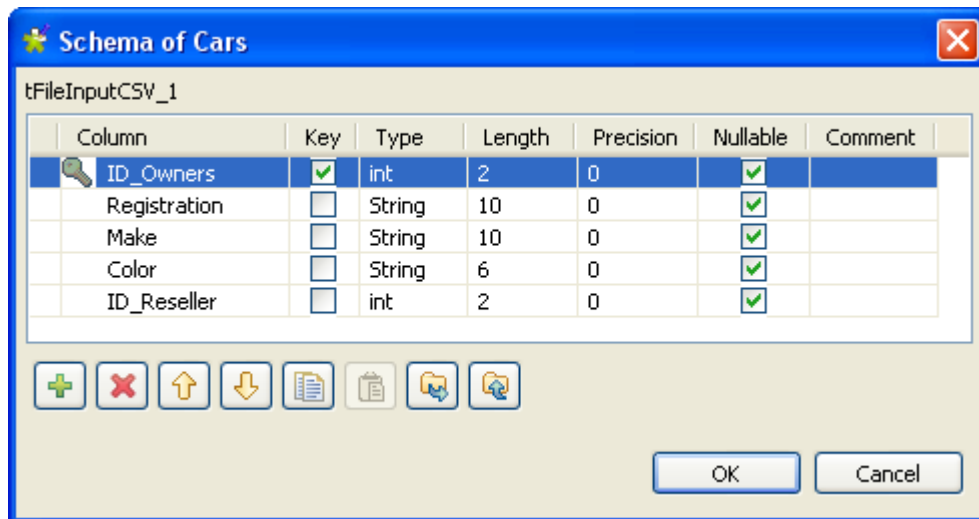 Schema of Cars
tFileInputCSV_1
Column Key Type Length Precision Nullable Comment
ID_Owners int 2 0
Registration String 10 0
Make String 10 0
Color String 6 0
ID_Reseller int 2 0
OK Cancel